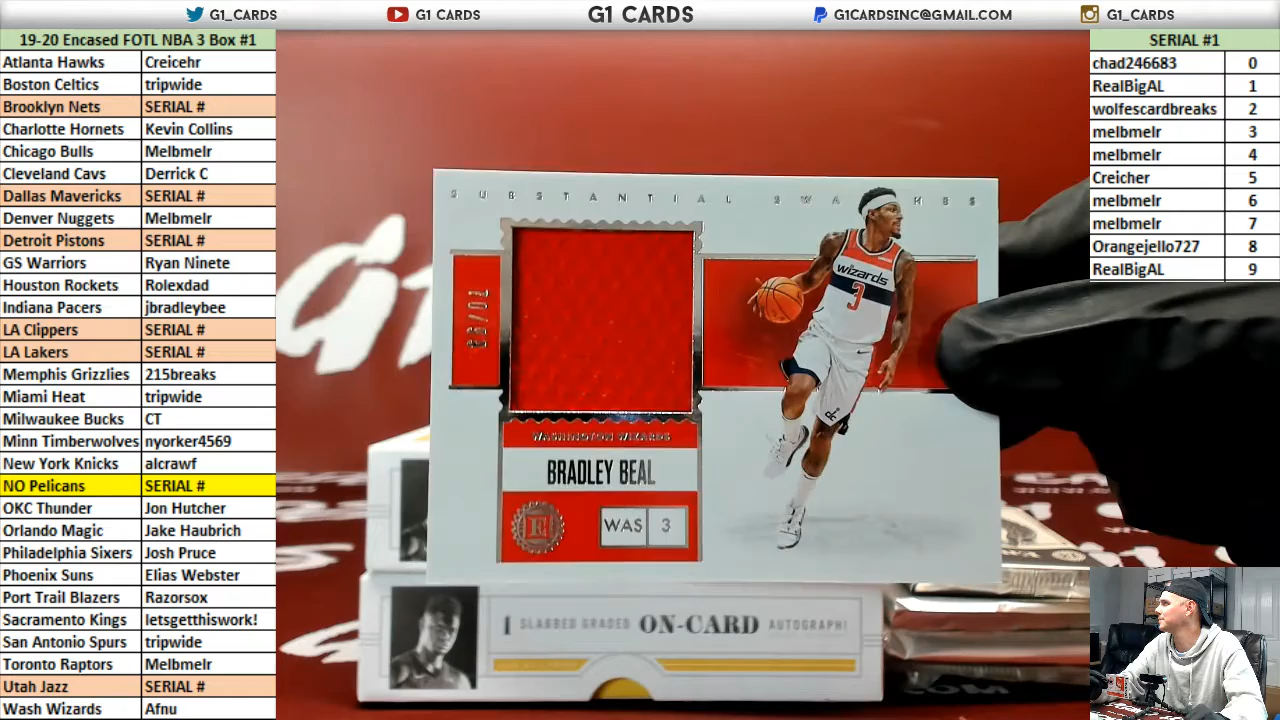 G1_CARDS
G1 CARDS
G1 CARDS
G1CARDSINC@GMAIL.COM
G1_CARDS
19-20 Encased FOTL NBA 3 Box #1
Atlanta Hawks Creicehr
Boston Celtics tripwide
Brooklyn Nets SERIAL #
Charlotte Hornets Kevin Collins
Chicago Bulls Melbmelr
Cleveland Cavs Derrick C
Dallas Mavericks SERIAL #
Denver Nuggets Melbmelr
Detroit Pistons SERIAL #
GS Warriors Ryan Ninete
Houston Rockets Rolexdad
Indiana Pacers jbradleybee
LA Clippers SERIAL #
LA Lakers SERIAL #
Memphis Grizzlies 215breaks
Miami Heat tripwide
Milwaukee Bucks CT
Minn Timberwolves nyorker4569
New York Knicks alcrawf
NO Pelicans SERIAL #
OKC Thunder Jon Hutcher
Orlando Magic Jake Haubrich
Philadelphia Sixers Josh Pruce
Phoenix Suns Elias Webster
Port Trail Blazers Razorsox
Sacramento Kings letsgetthiswork!
San Antonio Spurs tripwide
Toronto Raptors Melbmelr
Utah Jazz SERIAL #
Wash Wizards Afnu
SUBSTANTIAL SWATCHES
wizards
3
WASHINGTON WIZARDS
BRADLEY BEAL
E
WAS 3
1 SLABBED GRADED ON-CARD AUTOGRAPH!
SERIAL #1
chad246683 0
RealBigAL 1
wolfescardbreaks 2
melbmelr 3
melbmelr 4
Creicher 5
melbmelr 6
melbmelr 7
Orangejello727 8
RealBigAL 9